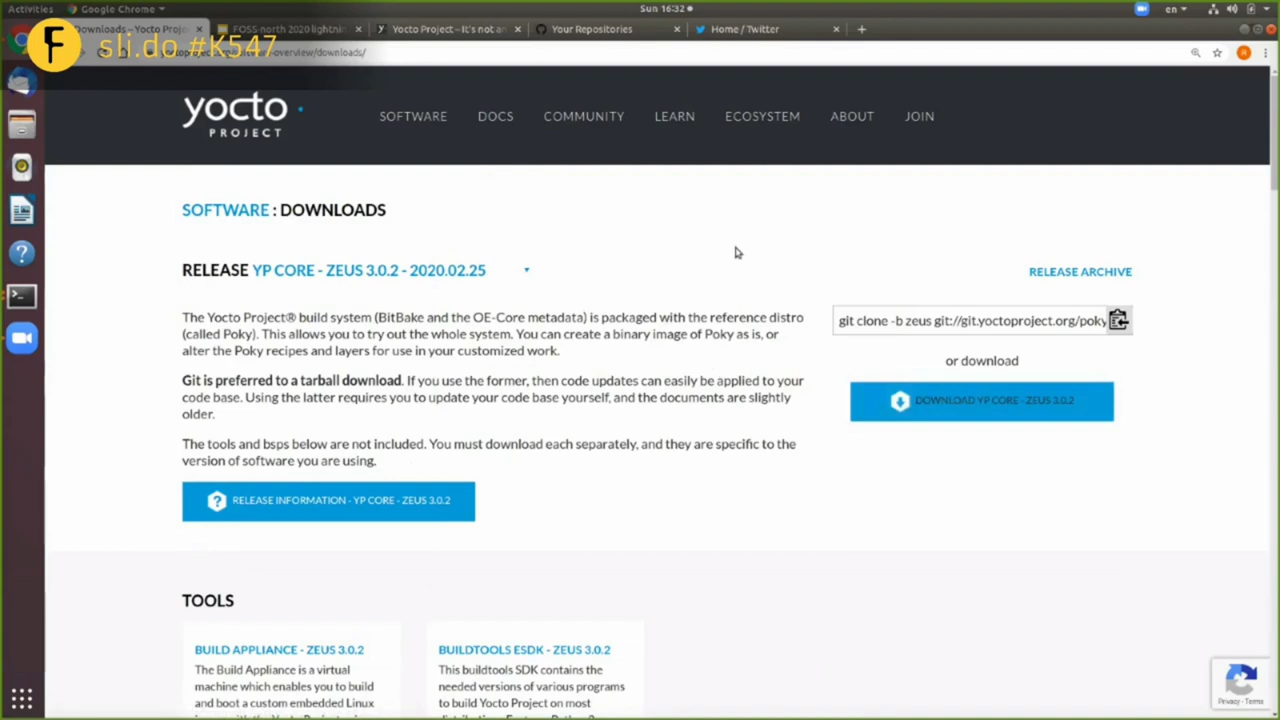 Activities
Google Chrome
Sun 16:32
en
Downloads – Yocto Proje
FOSS-north 2020 lightnin
Yocto Project – It's not an
Your Repositories
Home / Twitter
F
sli.do #K547
/downloads/
yocto
PROJECT
SOFTWARE
DOCS
COMMUNITY
LEARN
ECOSYSTEM
ABOUT
JOIN
SOFTWARE : DOWNLOADS
RELEASE YP CORE - ZEUS 3.0.2 - 2020.02.25
RELEASE ARCHIVE
The Yocto Project® build system (BitBake and the OE-Core metadata) is packaged with the reference distro
(called Poky). This allows you to try out the whole system. You can create a binary image of Poky as is, or
alter the Poky recipes and layers for use in your customized work.
Git is preferred to a tarball download. If you use the former, then code updates can easily be applied to your
code base. Using the latter requires you to update your code base yourself, and the documents are slightly
older.
The tools and bsps below are not included. You must download each separately, and they are specific to the
version of software you are using.
git clone -b zeus git://git.yoctoproject.org/poky
or download
DOWNLOAD YP CORE - ZEUS 3.0.2
RELEASE INFORMATION - YP CORE - ZEUS 3.0.2
TOOLS
BUILD APPLIANCE - ZEUS 3.0.2
The Build Appliance is a virtual
machine which enables you to build
and boot a custom embedded Linux
BUILDTOOLS ESDK - ZEUS 3.0.2
This buildtools SDK contains the
needed versions of various programs
to build Yocto Project on most
Privacy - Terms